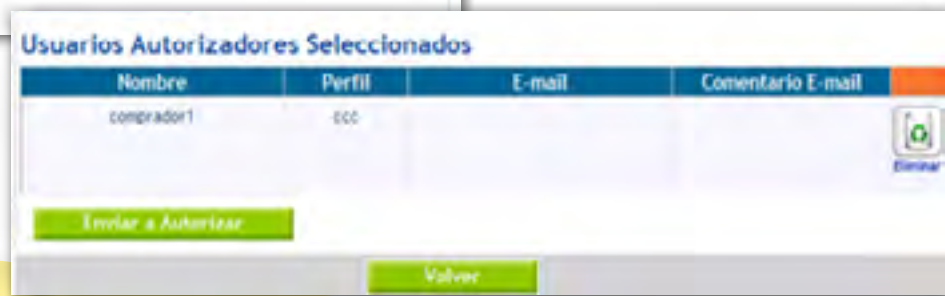 Usuarios Autorizadores Seleccionados
Nombre Perfil E-mail Comentario E-mail
comprador1 ccc
Eliminar
Enviar a Autorizar
Volver